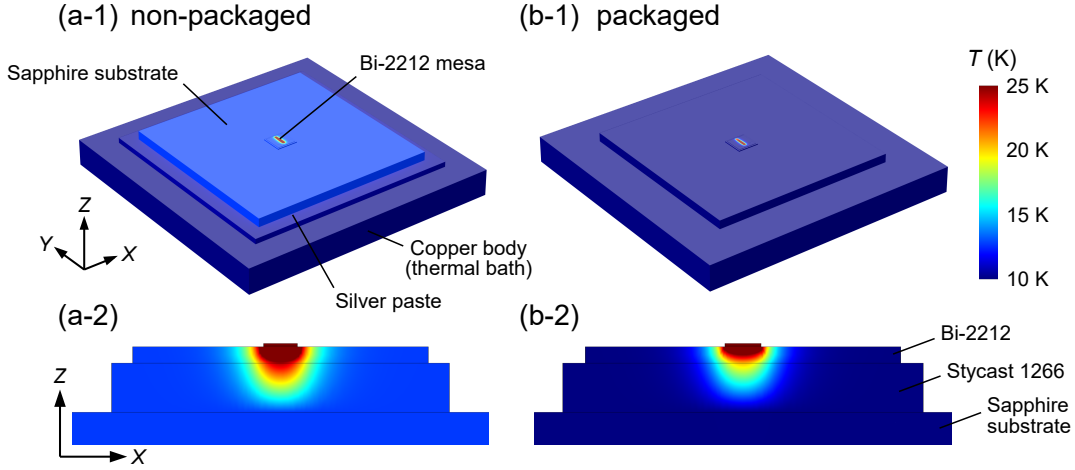 (a-1) non-packaged
(b-1) packaged
Sapphire substrate
Bi-2212 mesa
T (K)
25 K
20 K
15 K
10 K
Z
Y
X
Copper body
(thermal bath)
Silver paste
(a-2)
(b-2)
Z
X
Bi-2212
Stycast 1266
Sapphire
substrate